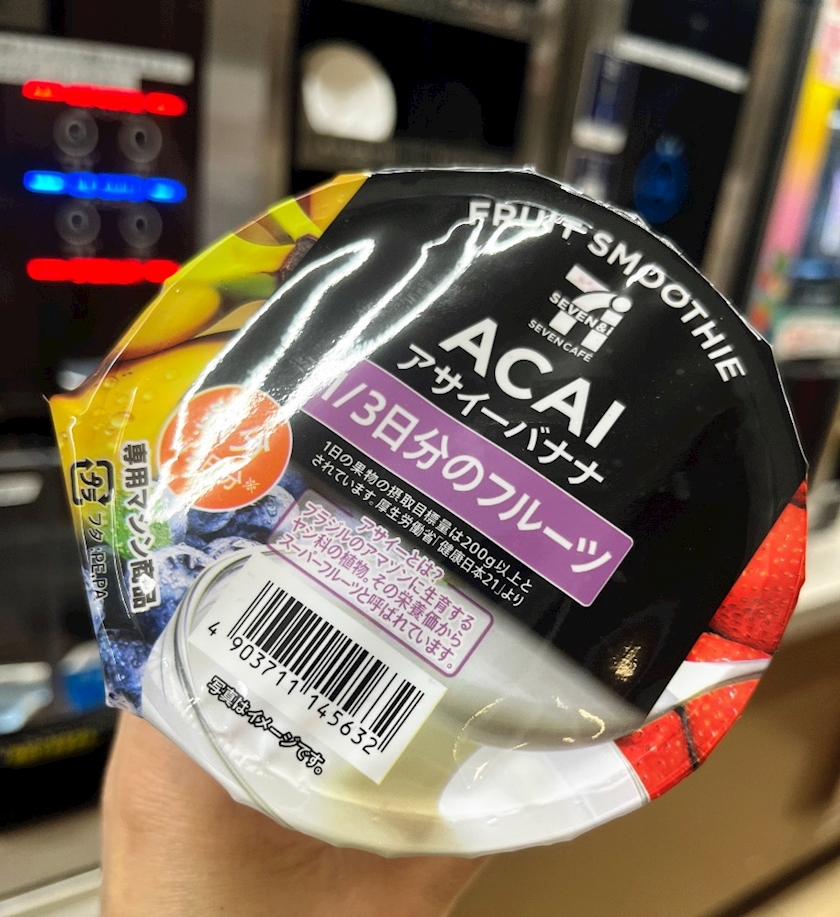 FRUIT SMOOTHIE
SEVEN&i
SEVEN CAFÉ
ACAI
アサイーバナナ
1/3日分のフルーツ
1日の果物の摂取目標量は200g以上と
されています。厚生労働省「健康日本21」より
アサイーとは?
ブラジルのアマゾンに生育する
ヤシ科の植物。その栄養価から
スーパーフルーツと呼ばれています。
専用マシン商品
プラ
フタ:PE,PA
4 903711 145632
写真はイメージです。